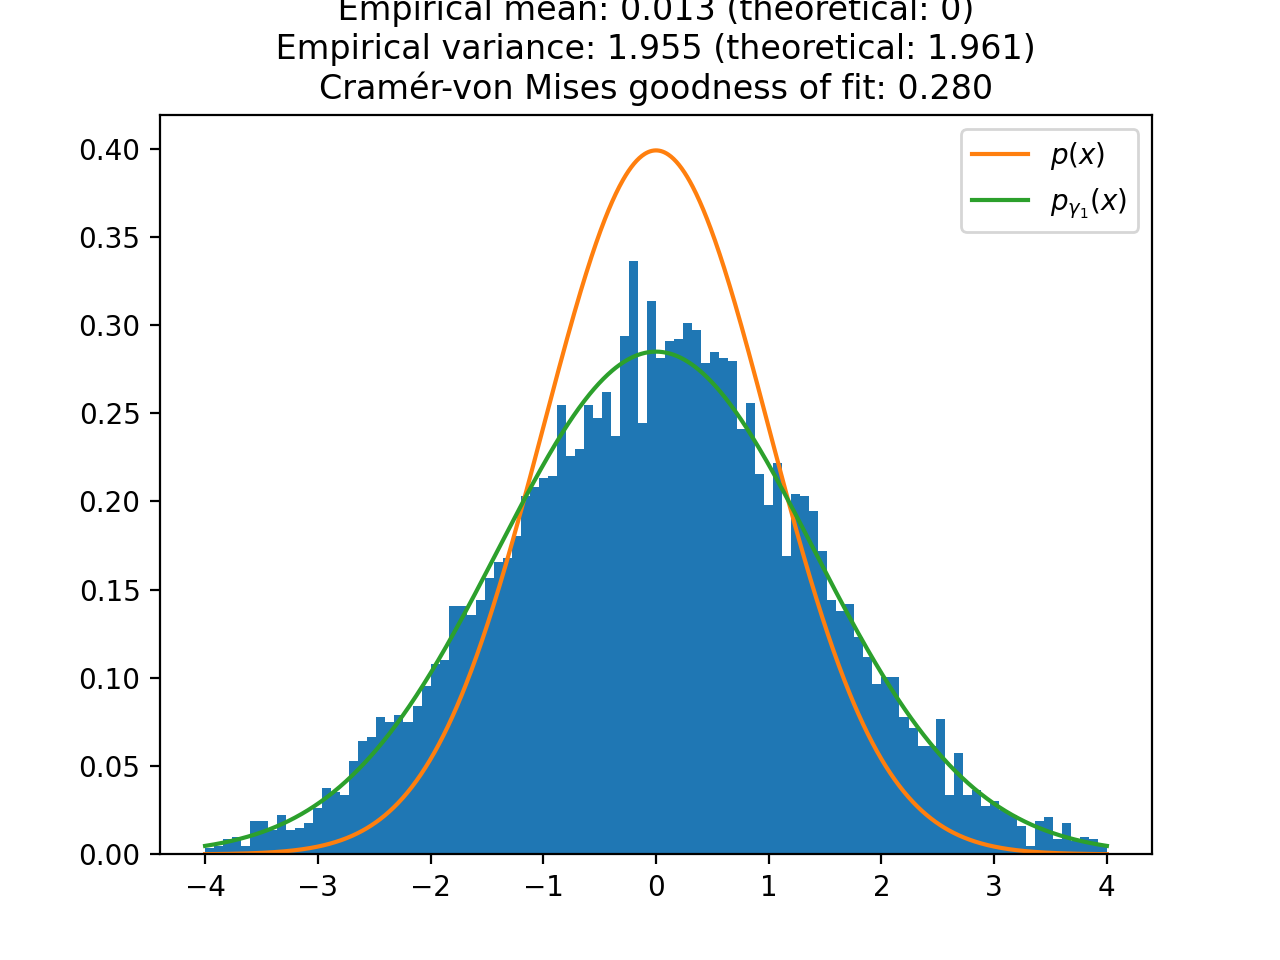 Empirical mean: 0.013 (theoretical: 0)
Empirical variance: 1.955 (theoretical: 1.961)
Cramér-von Mises goodness of fit: 0.280
p(x)
pγ₁(x)
0.40
0.35
0.30
0.25
0.20
0.15
0.10
0.05
0.00
−4 −3 −2 −1 0 1 2 3 4